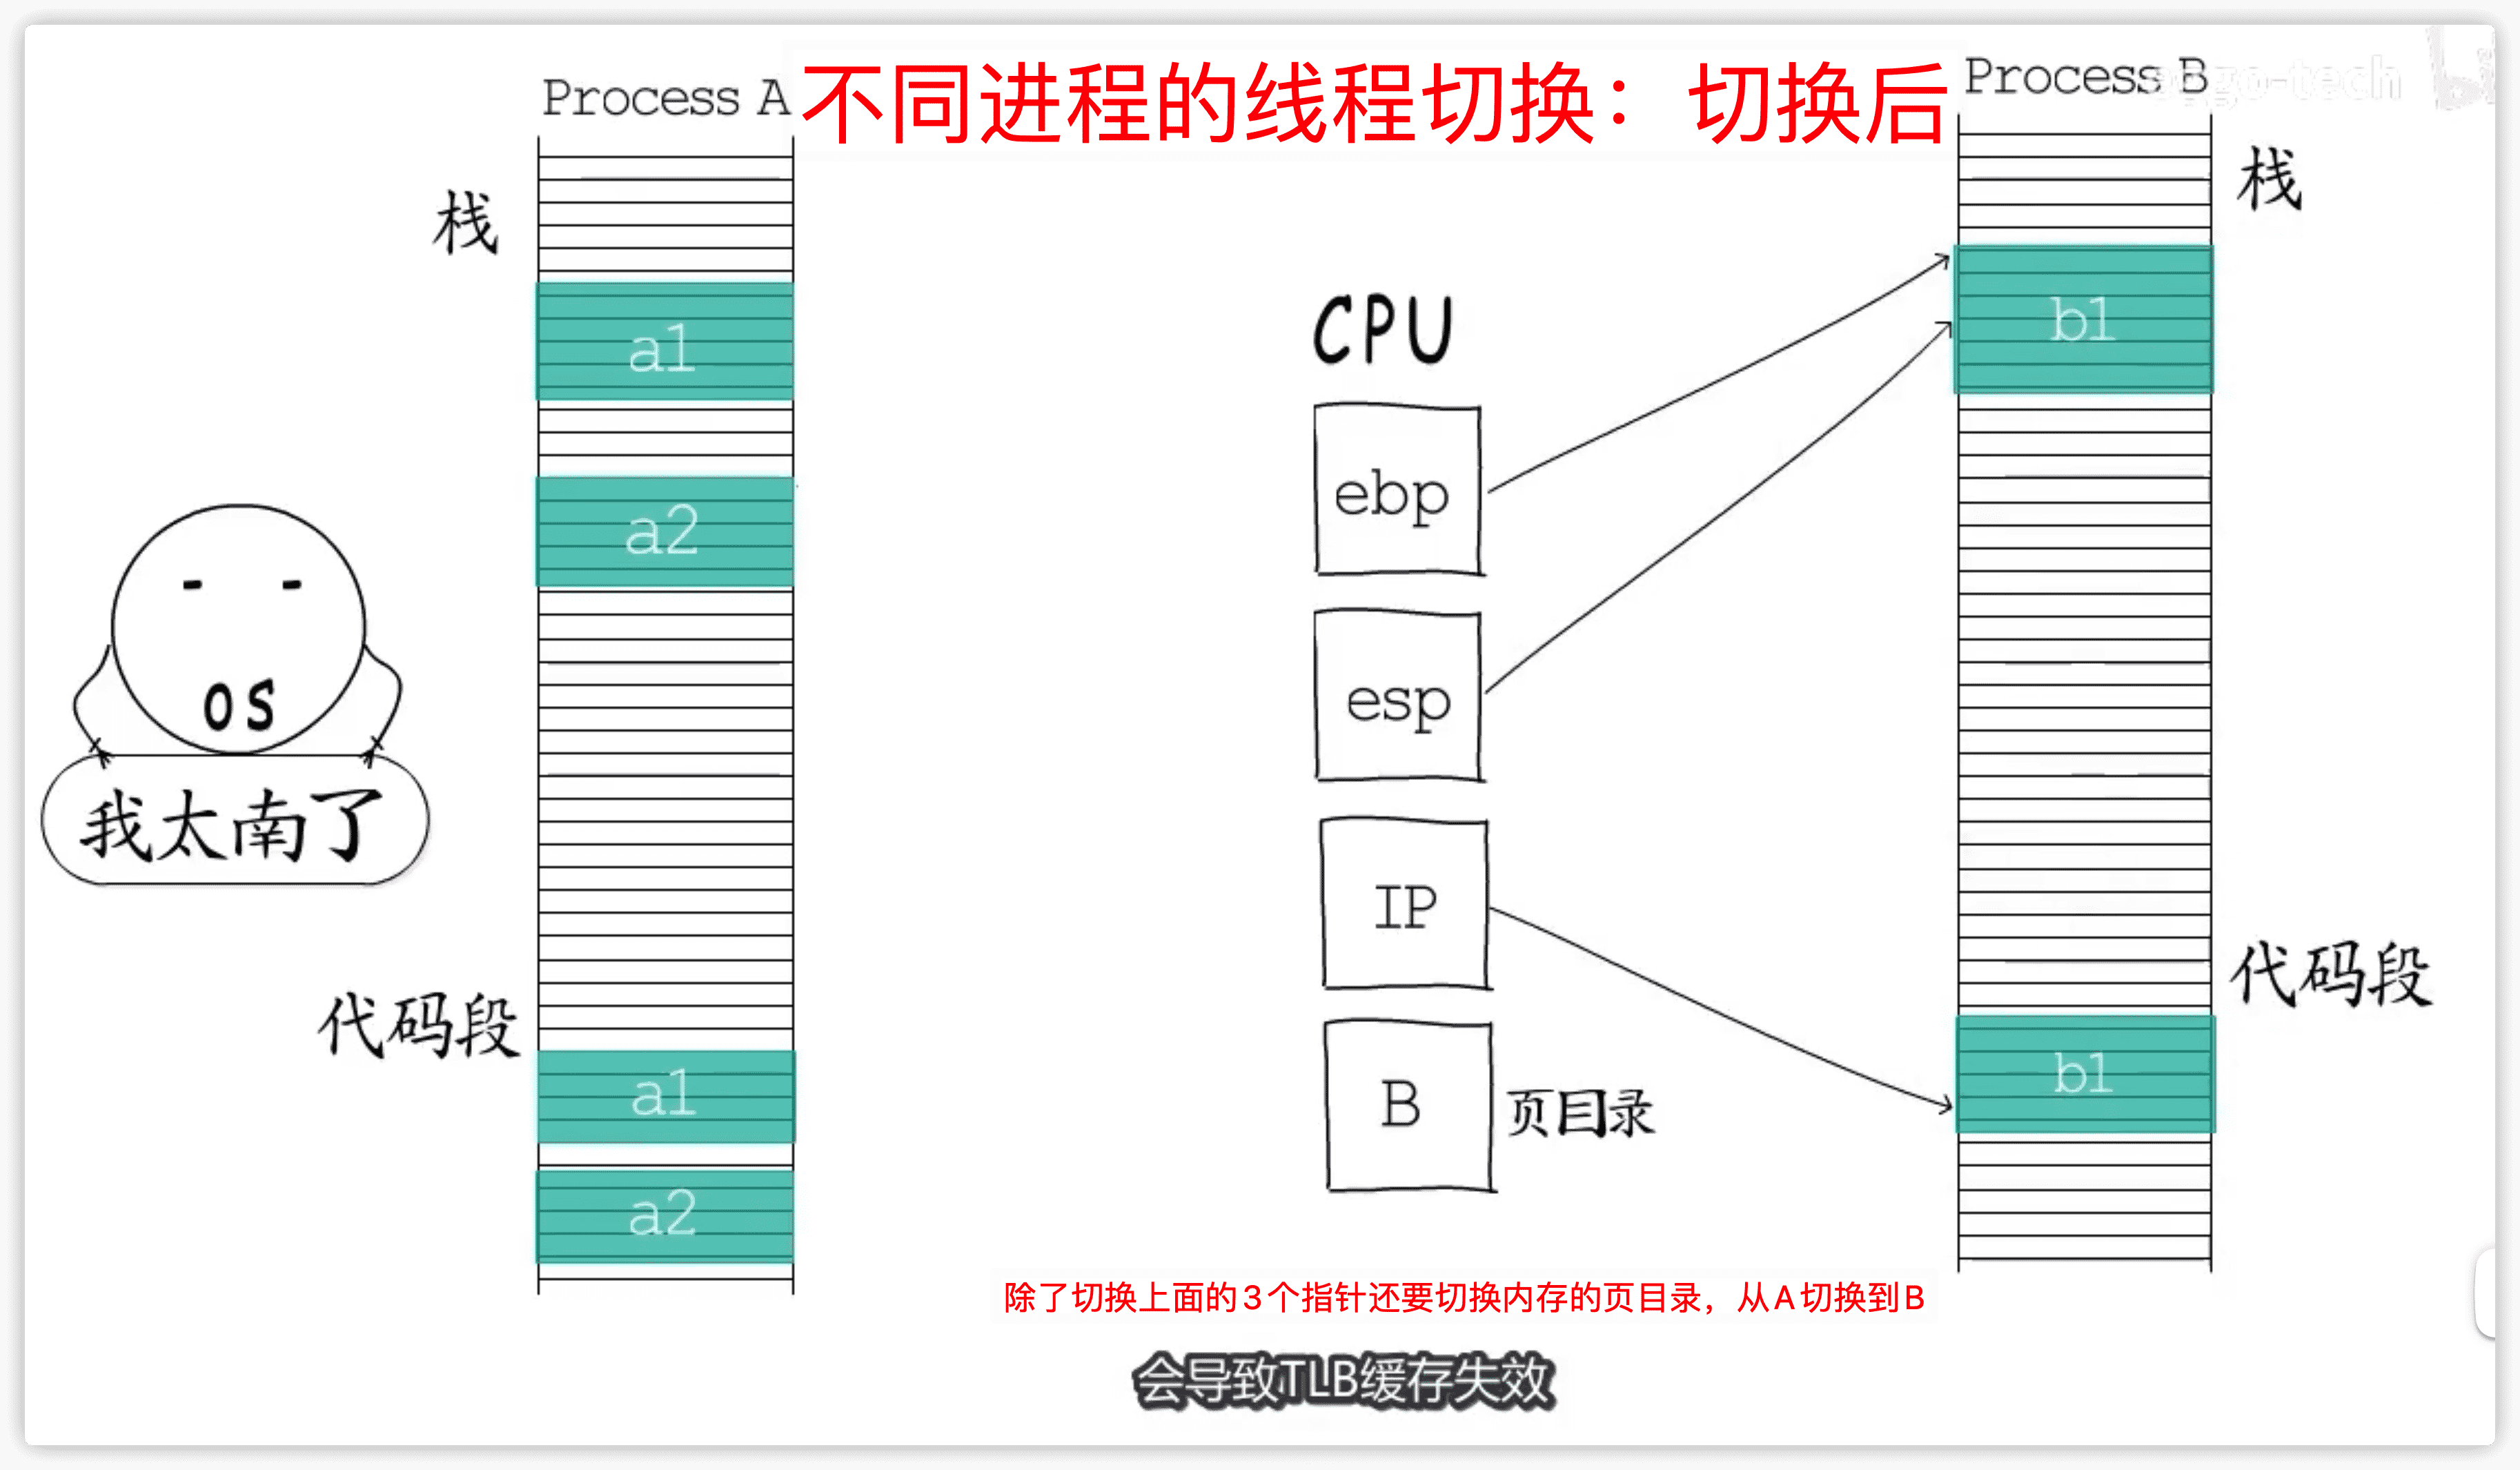 Process A
不同进程的线程切换：切换后
Process B
栈
栈
a1
b1
CPU
a2
ebp
OS
esp
我太南了
IP
代码段
代码段
a1
b1
B
页目录
a2
除了切换上面的3个指针还要切换内存的页目录，从A切换到B
会导致TLB缓存失效